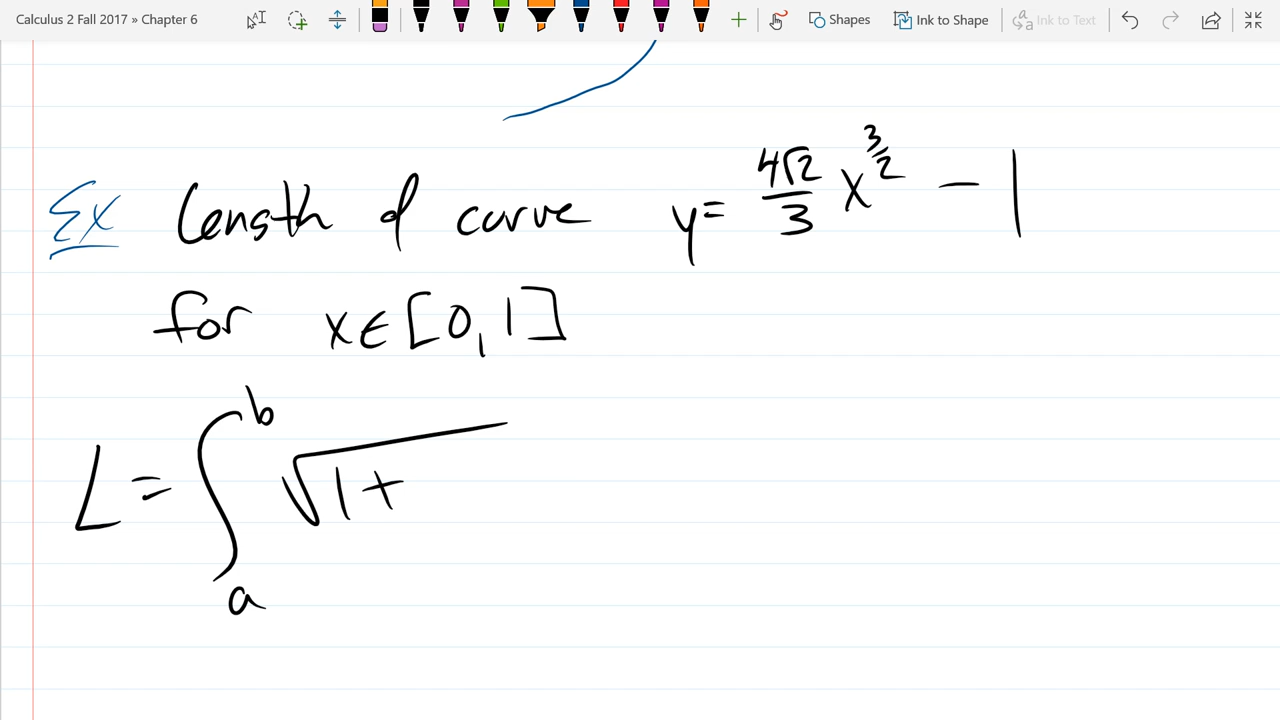 Calculus 2 Fall 2017 » Chapter 6 Shapes Ink to Shape Ink to Text
Ex Length of curve y = 4√2/3 x^(3/2) - 1
for x ∈ [0, 1]
L = ∫_a^b √(1 +